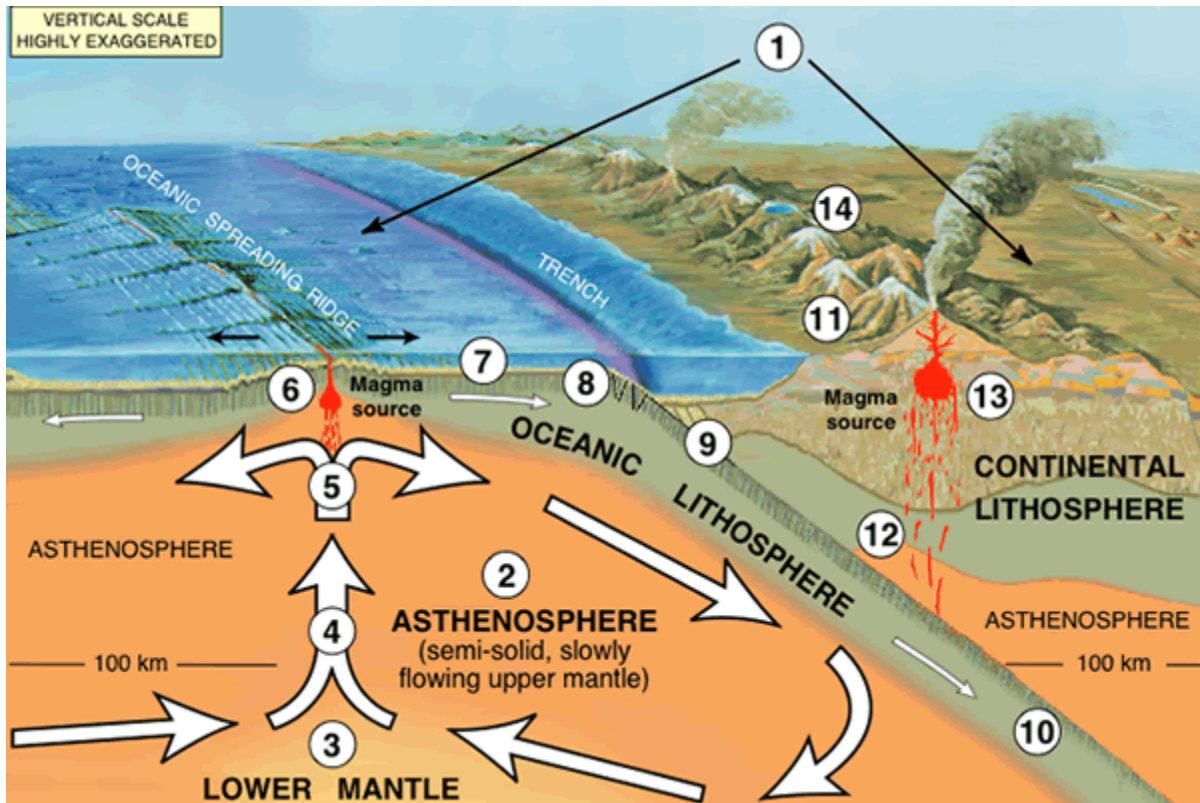 VERTICAL SCALE
HIGHLY EXAGGERATED
1
OCEANIC SPREADING RIDGE
TRENCH
14
11
7
8
6
Magma
source
13
Magma
source
9
OCEANIC LITHOSPHERE
CONTINENTAL
LITHOSPHERE
5
12
ASTHENOSPHERE
2
ASTHENOSPHERE
(semi-solid, slowly
flowing upper mantle)
4
ASTHENOSPHERE
100 km
100 km
10
3
LOWER MANTLE